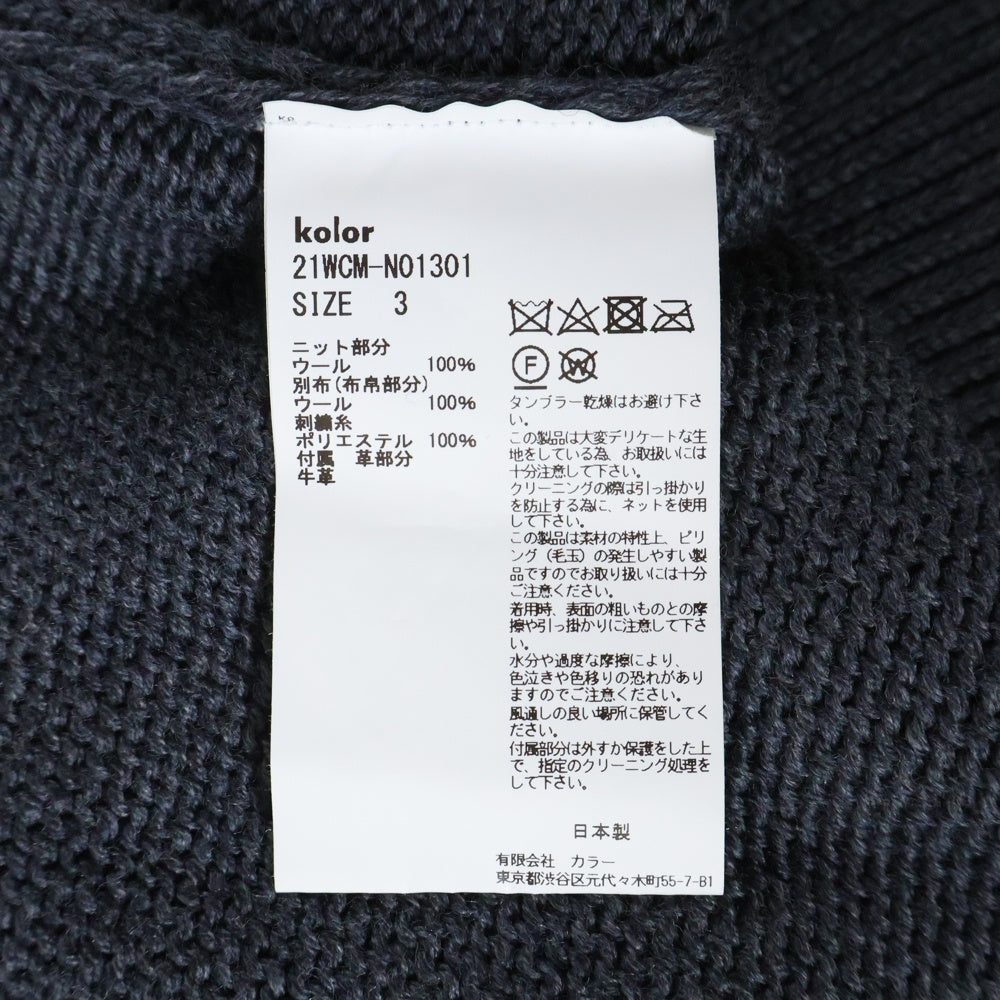 kolor
21WCM-N01301
SIZE 3
ニット部分
ウール 100%
別布(布帛部分)
ウール 100%
刺繍糸
ポリエステル 100%
付属 革部分
牛革
F
W
タンブラー乾燥はお避け下さ
い。
この製品は大変デリケートな生
地をしている為、お取扱いには
十分注意して下さい。
クリーニングの際は引っ掛かり
を防止する為に、ネットを使用
して下さい。
この製品は素材の特性上、ピリ
ング(毛玉)の発生しやすい製
品ですのでお取り扱いには十分
ご注意ください。
着用時、表面の粗いものとの摩
擦や引っ掛かりに注意して下さ
い。
水分や過度な摩擦により、
色泣きや色移りの恐れがあり
ますのでご注意ください。
風通しの良い場所に保管してく
ださい。
付属部分は外すか保護をした上
で、指定のクリーニング処理を
して下さい。
日本製
有限会社 カラー
東京都渋谷区元代々木町55-7-B1